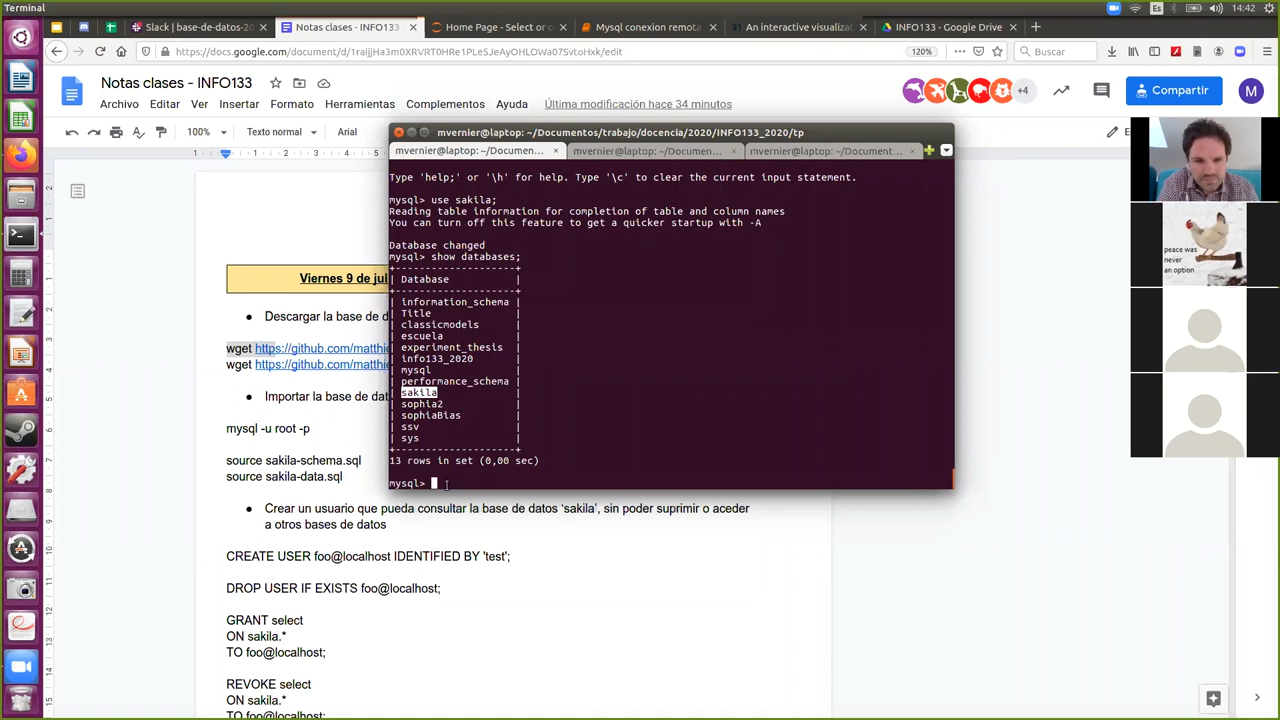 Terminal
Es
14:42
Slack | base-de-datos-202
Notas clases - INFO133
Home Page - Select or c
Mysql conexion remota
An interactive visualizat
INFO133 - Google Drive
https://docs.google.com/document/d/1raijjHa3m0XRVRT0HRe1PLe5JeAyOHLOWa07SvtoHxk/edit
120%
Buscar
Notas clases - INFO133
Archivo Editar Ver Insertar Formato Herramientas Complementos Ayuda Última modificación hace 34 minutos
+4
Compartir
M
100% Texto normal Arial
mvernier@laptop: ~/Documentos/trabajo/docencia/2020/INFO133_2020/tp
mvernier@laptop: ~/Documen...
mvernier@laptop: ~/Documen...
mvernier@laptop: ~/Document...
Type 'help;' or '\h' for help. Type '\c' to clear the current input statement.
mysql> use sakila;
Reading table information for completion of table and column names
You can turn off this feature to get a quicker startup with -A
Database changed
mysql> show databases;
+--------------------+
| Database           |
+--------------------+
| information_schema |
| Title              |
| classicmodels      |
| escuela            |
| experiment_thesis  |
| info133_2020       |
| mysql              |
| performance_schema |
| sakila             |
| sophia2            |
| sophiaBias         |
| ssv                |
| sys                |
+--------------------+
13 rows in set (0,00 sec)
mysql>
peace was
never
an option
Viernes 9 de jul
● Descargar la base de d
wget https://github.com/matthie
wget https://github.com/matthie
● Importar la base de dat
mysql -u root -p
source sakila-schema.sql
source sakila-data.sql
● Crear un usuario que pueda consultar la base de datos ‘sakila’, sin poder suprimir o aceder
a otros bases de datos
CREATE USER foo@localhost IDENTIFIED BY 'test';
DROP USER IF EXISTS foo@localhost;
GRANT select
ON sakila.*
TO foo@localhost;
REVOKE select
ON sakila.*
TO foo@localhost;